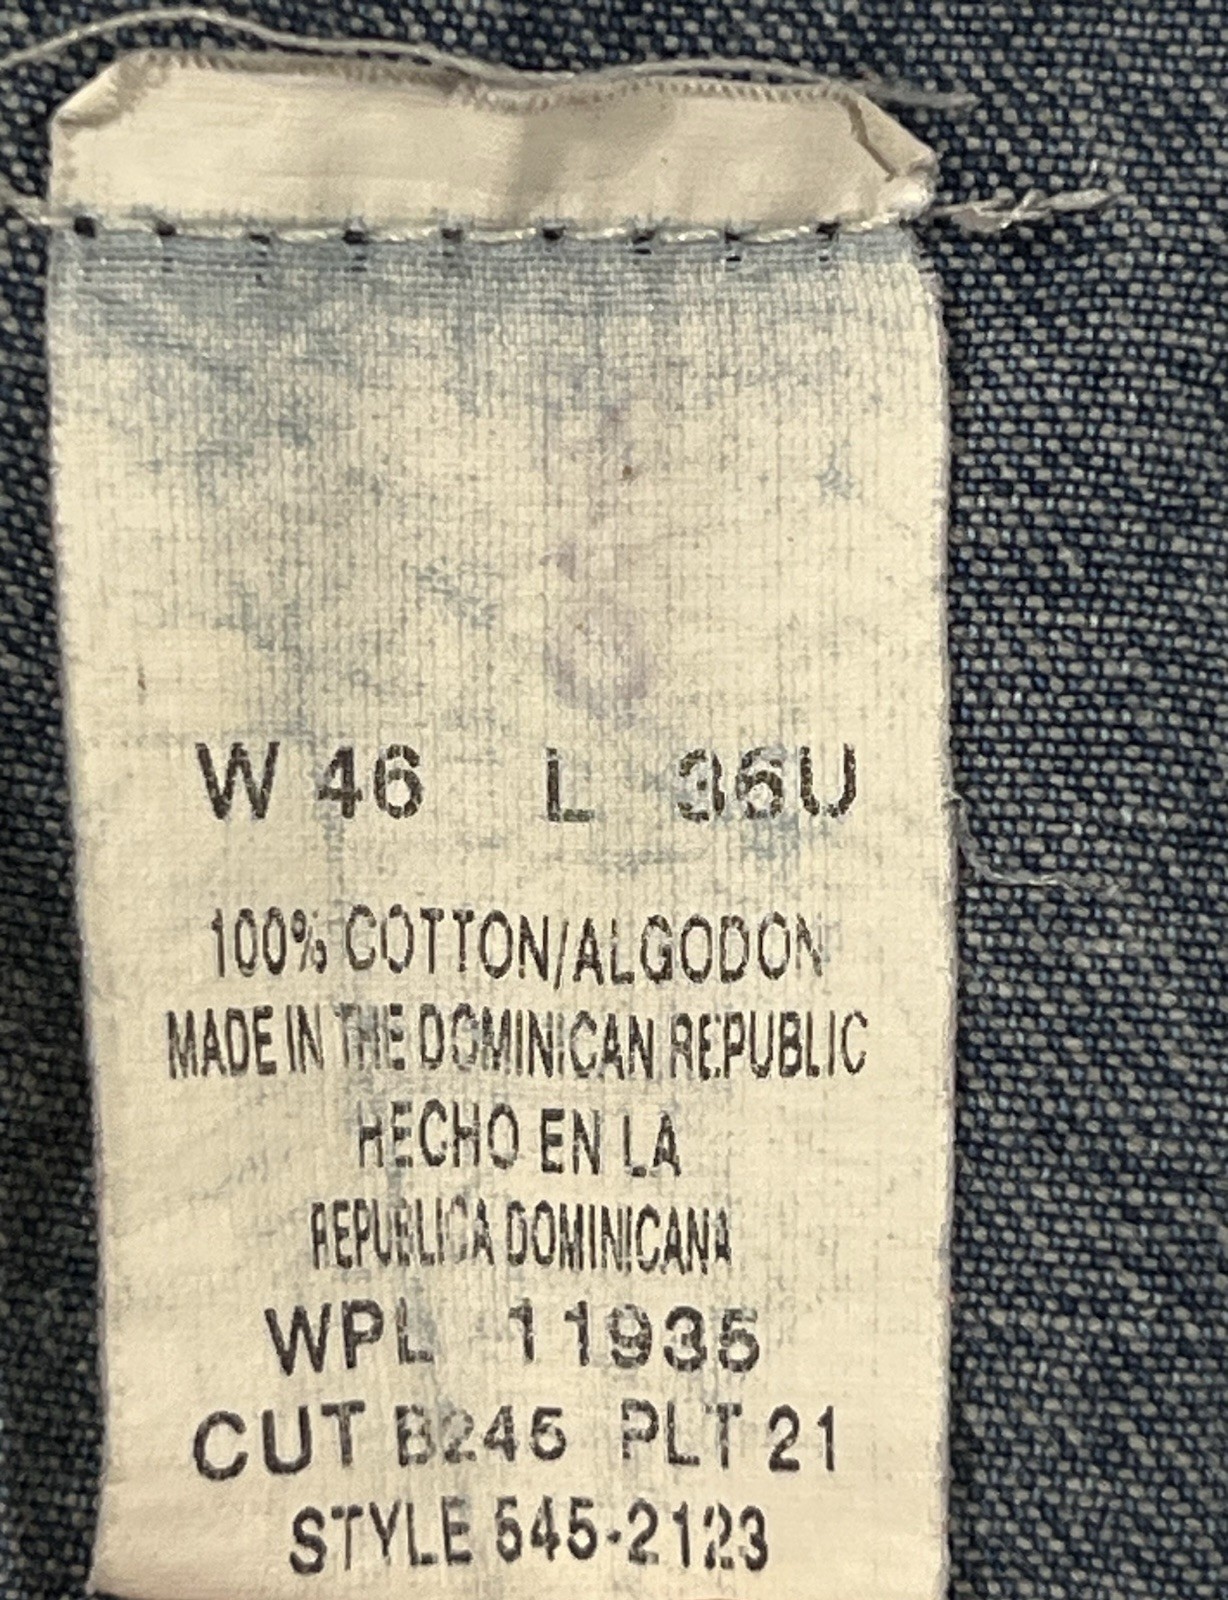 W 46 L 36U
100% COTTON/ALGODON
MADE IN THE DOMINICAN REPUBLIC
HECHO EN LA
REPUBLICA DOMINICANA
WPL 11935
CUT B245 PLT 21
STYLE 545-2123